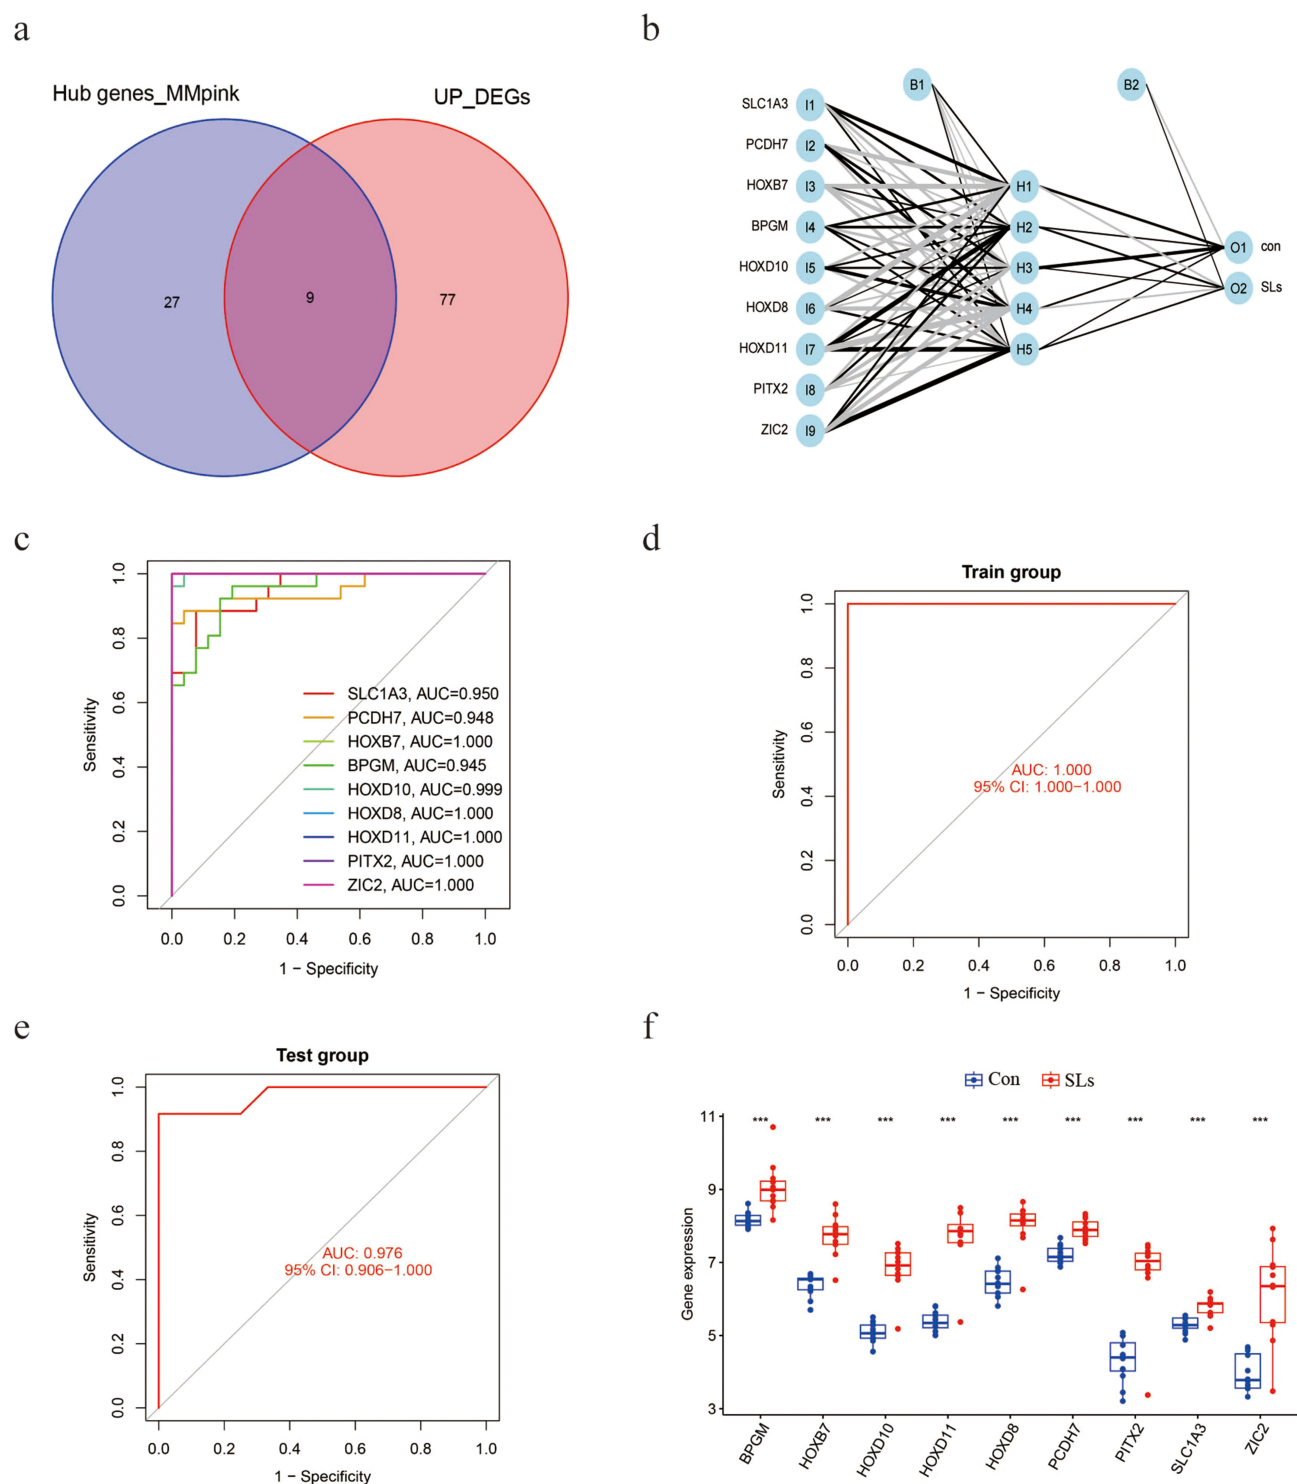 a
Hub genes_MMpink
UP_DEGs
27
9
77
b
B1
B2
SLC1A3 I1
PCDH7 I2
HOXB7 I3
BPGM I4
HOXD10 I5
HOXD8 I6
HOXD11 I7
PITX2 I8
ZIC2 I9
H1
H2
H3
H4
H5
O1 con
O2 SLs
c
Sensitivity
0.0 0.2 0.4 0.6 0.8 1.0
SLC1A3, AUC=0.950
PCDH7, AUC=0.948
HOXB7, AUC=1.000
BPGM, AUC=0.945
HOXD10, AUC=0.999
HOXD8, AUC=1.000
HOXD11, AUC=1.000
PITX2, AUC=1.000
ZIC2, AUC=1.000
0.0 0.2 0.4 0.6 0.8 1.0
1 − Specificity
d
Train group
Sensitivity
0.0 0.2 0.4 0.6 0.8 1.0
AUC: 1.000
95% CI: 1.000−1.000
0.0 0.2 0.4 0.6 0.8 1.0
1 − Specificity
e
Test group
Sensitivity
0.0 0.2 0.4 0.6 0.8 1.0
AUC: 0.976
95% CI: 0.906−1.000
0.0 0.2 0.4 0.6 0.8 1.0
1 − Specificity
f
Con SLs
Gene expression
11
9
7
5
3
*** *** *** *** *** *** *** *** ***
BPGM HOXB7 HOXD10 HOXD11 HOXD8 PCDH7 PITX2 SLC1A3 ZIC2